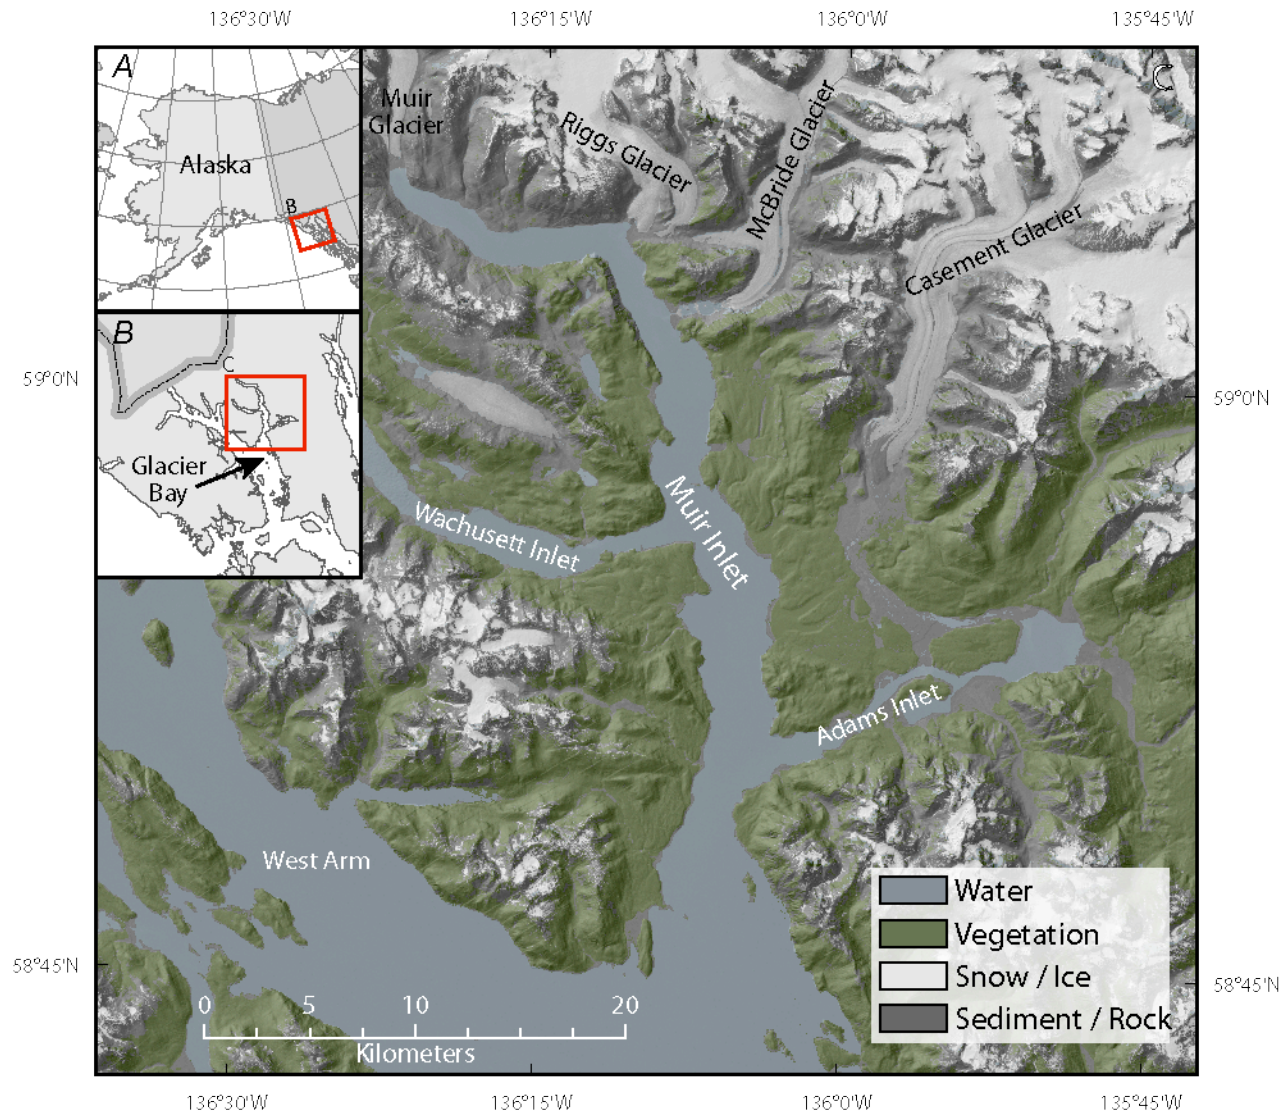 136°30'W 136°15'W 136°0'W 135°45'W
A
Alaska
B
Muir
Glacier
Riggs Glacier
McBride Glacier
Casement Glacier
C
B
C
Glacier
Bay
59°0'N
59°0'N
Wachusett Inlet
Muir Inlet
Adams Inlet
West Arm
Water
Vegetation
Snow / Ice
Sediment / Rock
58°45'N
58°45'N
0 5 10 20
Kilometers
136°30'W 136°15'W 136°0'W 135°45'W